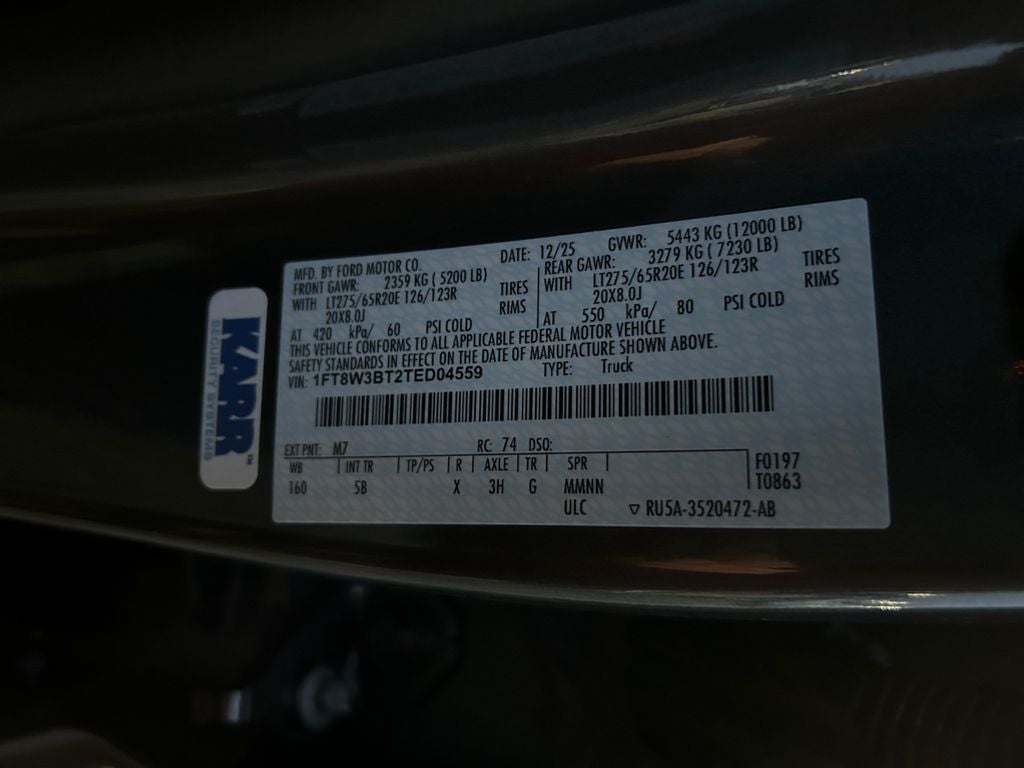 KARR™
SECURITY SYSTEMS
MFD. BY FORD MOTOR CO. DATE: 12/25 GVWR: 5443 KG (12000 LB)
FRONT GAWR: 2359 KG ( 5200 LB) REAR GAWR: 3279 KG ( 7230 LB)
WITH LT275/65R20E 126/123R TIRES WITH LT275/65R20E 126/123R TIRES
20X8.0J RIMS 20X8.0J RIMS
AT 420 kPa/ 60 PSI COLD AT 550 kPa/ 80 PSI COLD
THIS VEHICLE CONFORMS TO ALL APPLICABLE FEDERAL MOTOR VEHICLE
SAFETY STANDARDS IN EFFECT ON THE DATE OF MANUFACTURE SHOWN ABOVE.
VIN: 1FT8W3BT2TED04559 TYPE: Truck
EXT PNT: M7 RC: 74 DSO:
WB INT TR TP/PS R AXLE TR SPR F0197
160 5B X 3H G MMNN T0863
ULC ▽ RU5A-3520472-AB